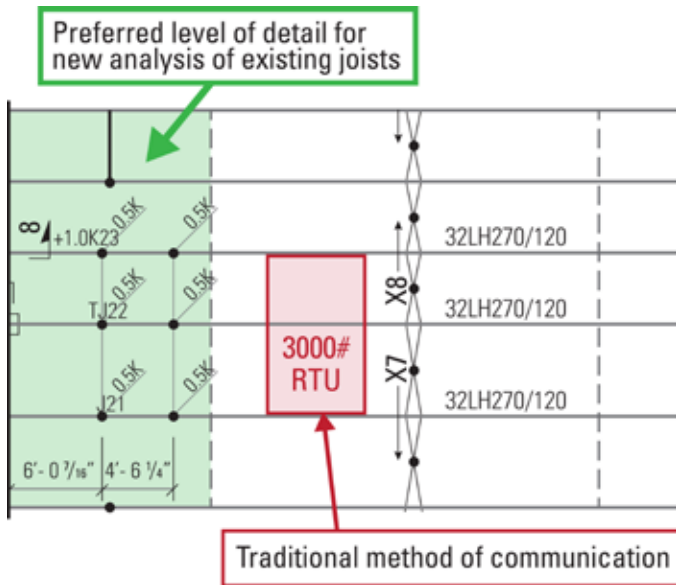 Preferred level of detail for
new analysis of existing joists
0.5K 0.5K
8 +1.0K23 32LH270/120
0.5K 0.5K X8
TJ22 32LH270/120
3000#
RTU
0.5K 0.5K X7
J21 32LH270/120
6'-0 7/16" 4'-6 1/4"
Traditional method of communication